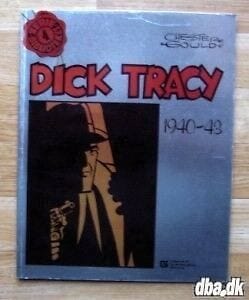 CHESTER
GOULD
DICK TRACY
1940-43
dba.dk